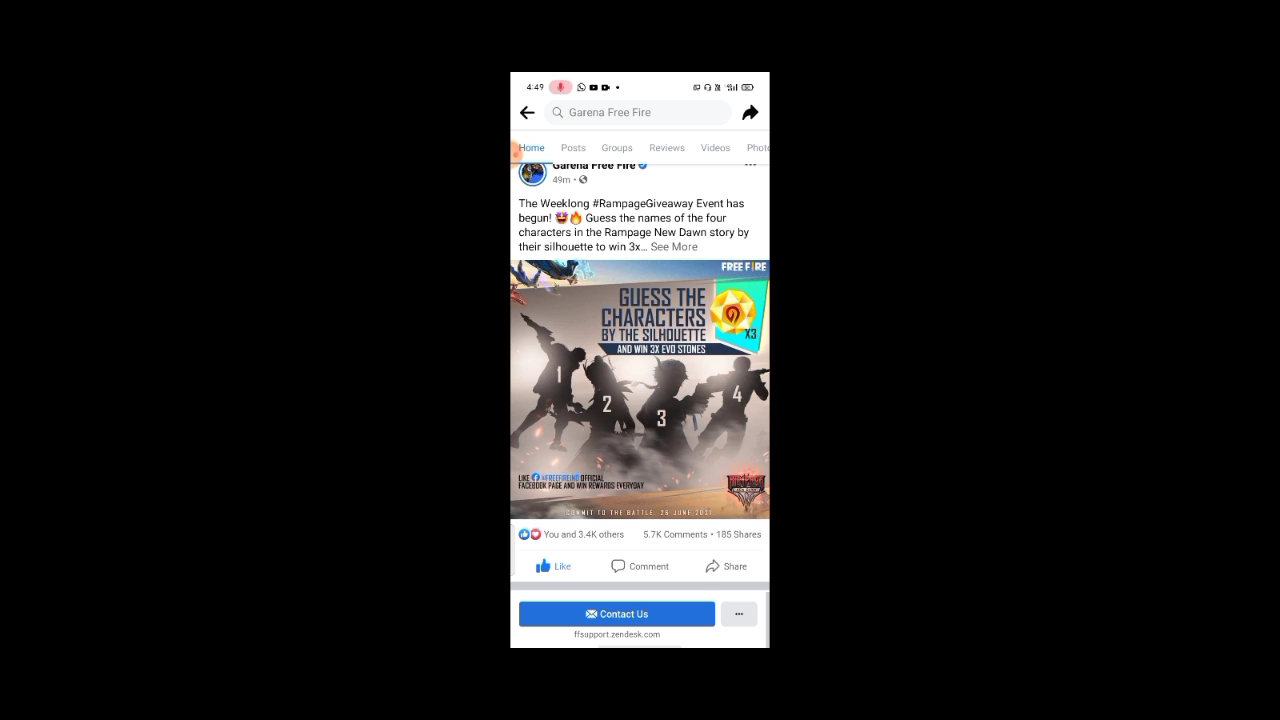 4:49
Garena Free Fire
Home Posts Groups Reviews Videos Phot
Garena Free Fire
49m
The Weeklong #RampageGiveaway Event has
begun! 🤩🔥 Guess the names of the four
characters in the Rampage New Dawn story by
their silhouette to win 3x... See More
FREE FIRE
GUESS THE
CHARACTERS
BY THE SILHOUETTE
X3
AND WIN 3X EVO STONES
1
2
3
4
LIKE @FREEFIREIND OFFICIAL
FACEBOOK PAGE AND WIN REWARDS EVERYDAY
COMMIT TO THE BATTLE. 26 JUNE 2021
You and 3.4K others 5.7K Comments • 185 Shares
Like Comment Share
Contact Us
ffsupport.zendesk.com